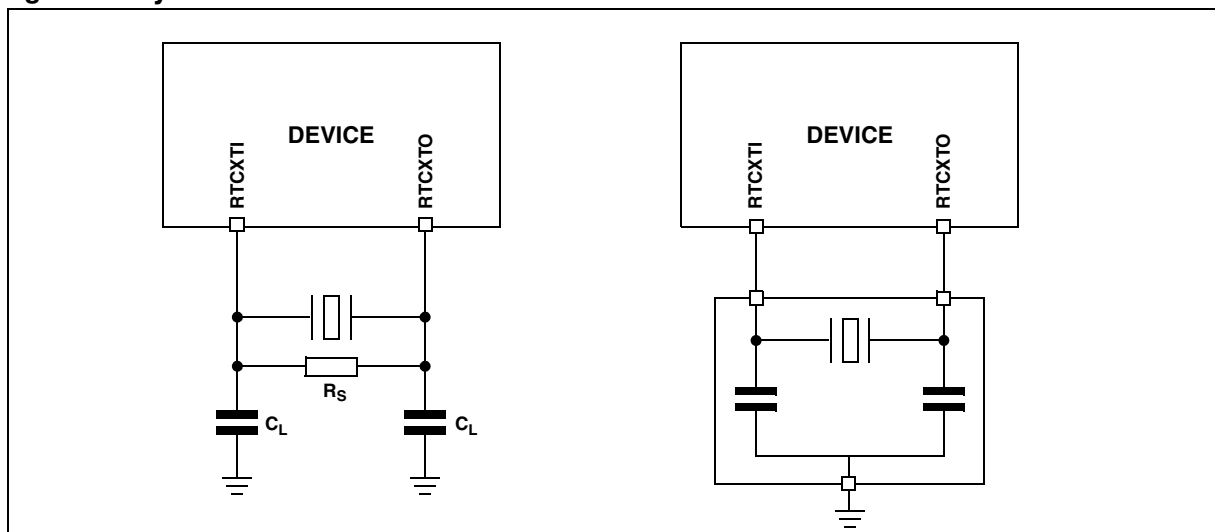 DEVICE
RTCXTI
RTCXTO
R_S
C_L
C_L
DEVICE
RTCXTI
RTCXTO